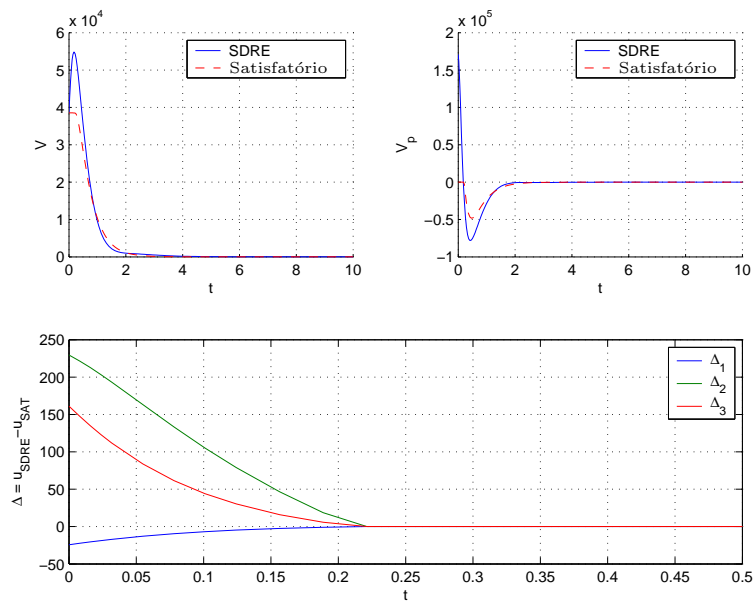 x 10^4
6
5
4
3
2
1
0
V
0 2 4 6 8 10
t
SDRE
Satisfatório
x 10^5
2
1.5
1
0.5
0
−0.5
−1
V_p
0 2 4 6 8 10
t
SDRE
Satisfatório
250
200
150
100
50
0
−50
Δ = u_SDRE−u_SAT
0 0.05 0.1 0.15 0.2 0.25 0.3 0.35 0.4 0.45 0.5
t
Δ_1
Δ_2
Δ_3